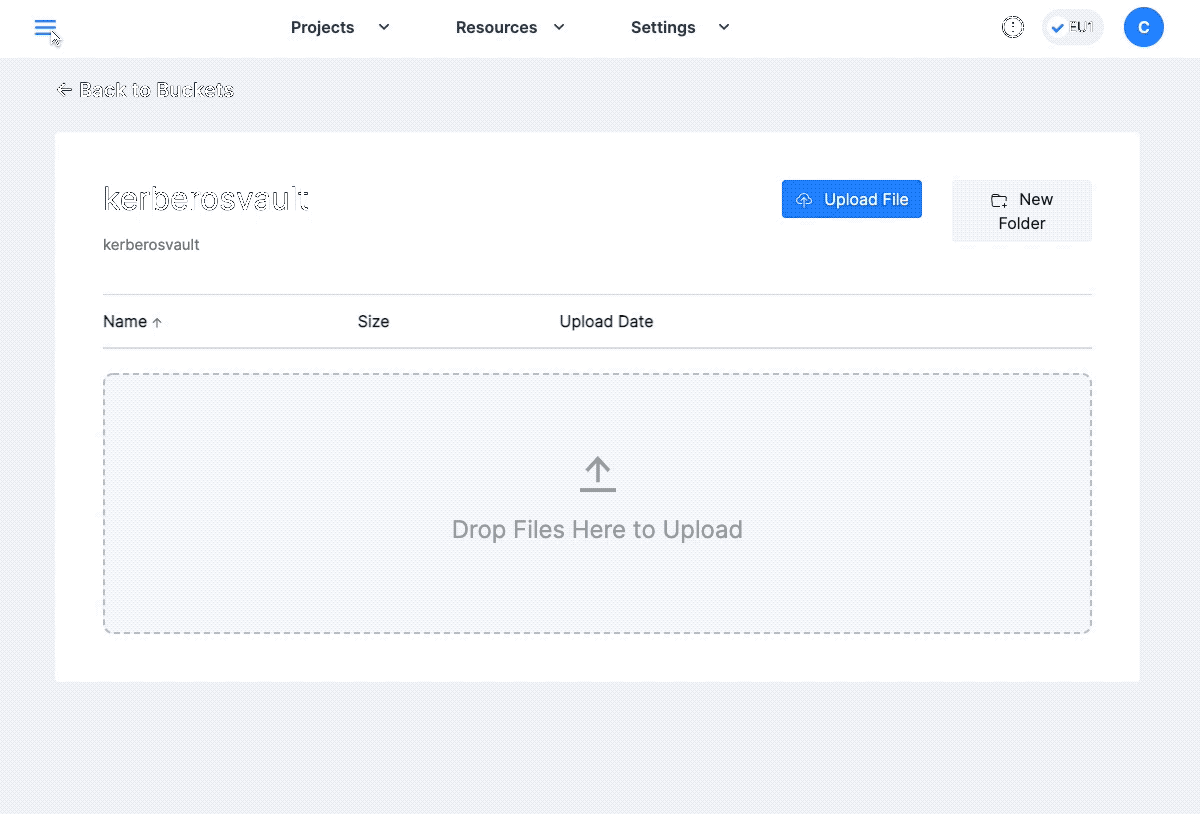 Projects Resources Settings EU1 C
← Back to Buckets
kerberosvault
Upload File
New
Folder
kerberosvault
Name ↑ Size Upload Date
Drop Files Here to Upload